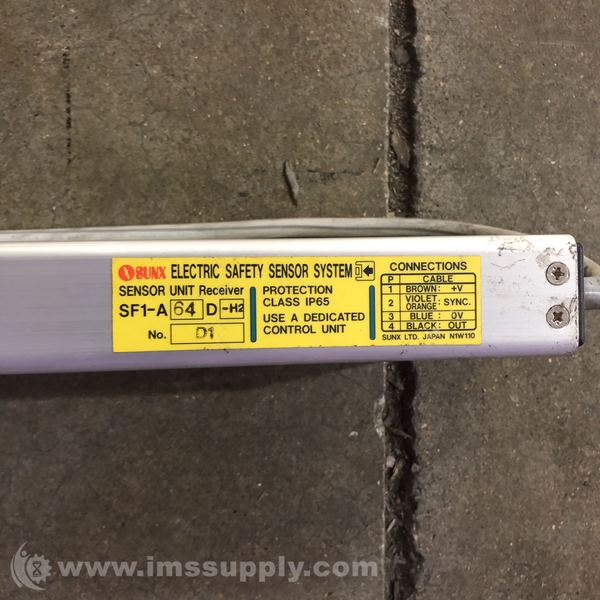 SUNX ELECTRIC SAFETY SENSOR SYSTEM
SENSOR UNIT Receiver
SF1-A 64 D -H2
No. D1
PROTECTION
CLASS IP65
USE A DEDICATED
CONTROL UNIT
CONNECTIONS
P CABLE
1 BROWN: +V
2 VIOLET ORANGE: SYNC.
3 BLUE: 0V
4 BLACK: OUT
SUNX LTD. JAPAN N1W110
www.imssupply.com